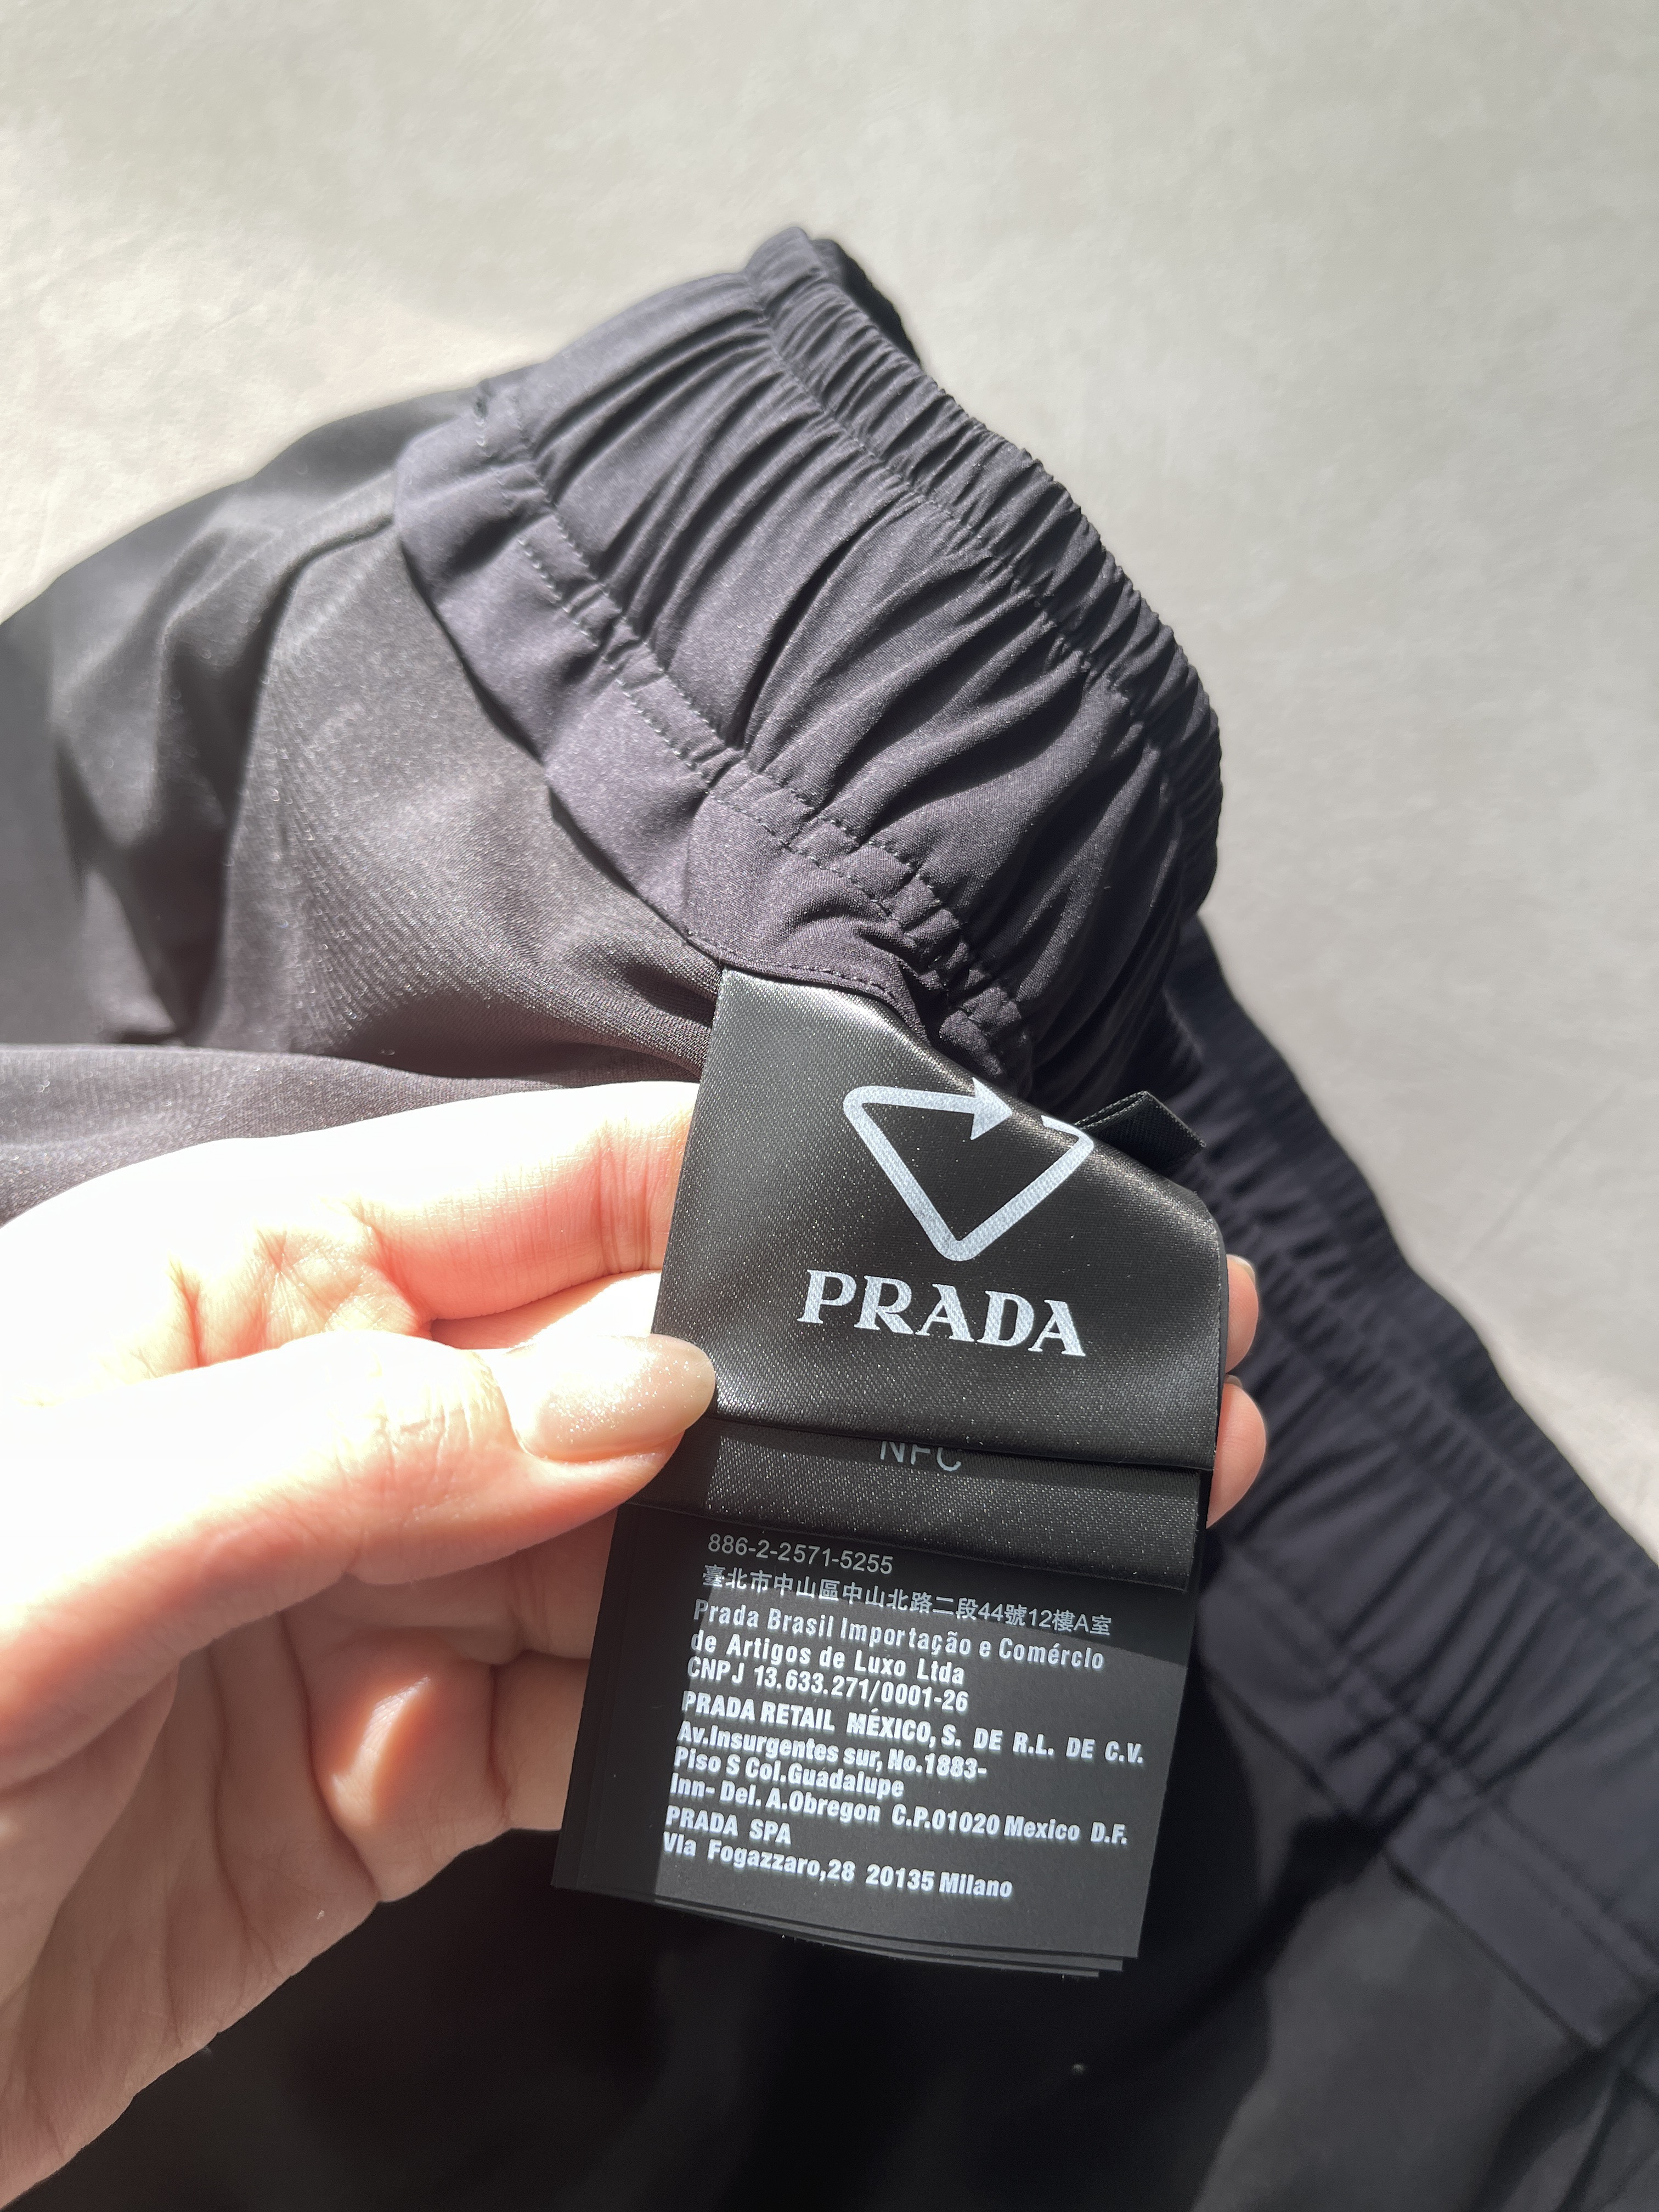 PRADA
NFC
886-2-2571-5255
臺北市中山區中山北路二段44號12樓A室
Prada Brasil Importação e Comérclo
de Artigos de Luxo Ltda
CNPJ 13.633.271/0001-26
PRADA RETAIL MÉXICO, S. DE R.L. DE C.V.
Av.Insurgentes sur, No.1883-
Piso S Col.Guadalupe
Inn- Del. A.Obregon C.P.01020 Mexico D.F.
PRADA SPA
Vla Fogazzaro,28 20135 Mllano